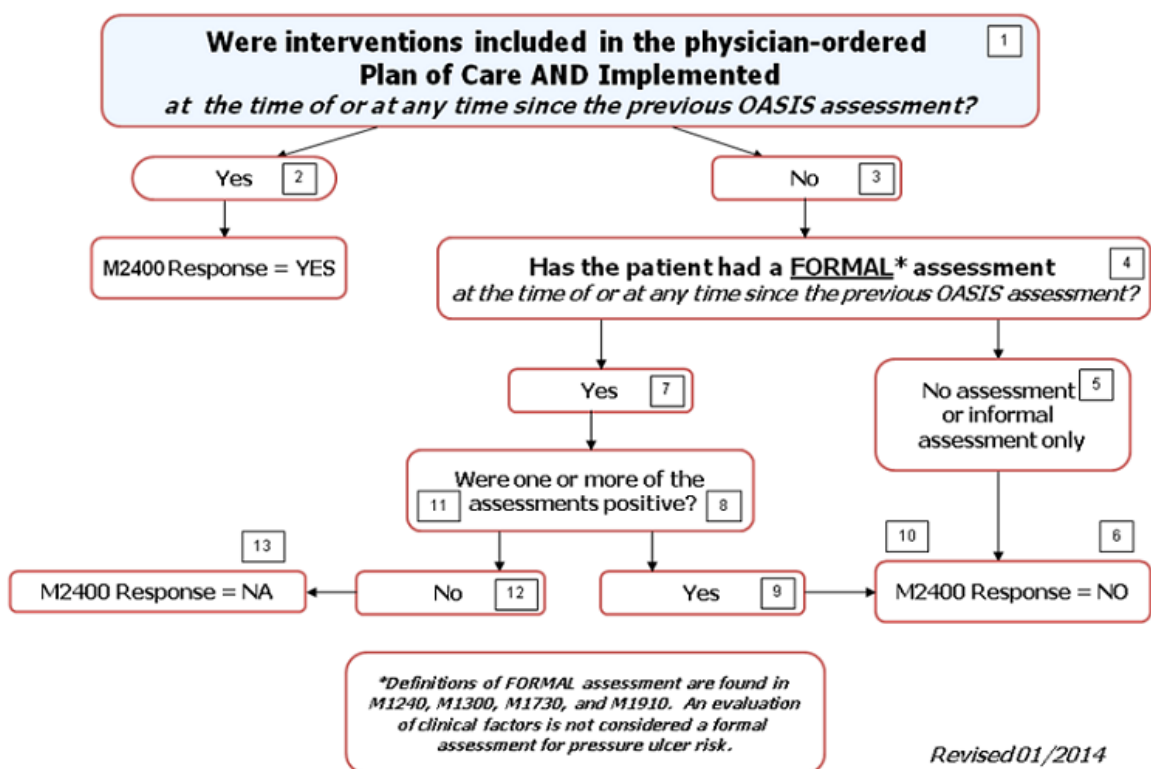 Were interventions included in the physician-ordered
1
Plan of Care AND Implemented
at the time of or at any time since the previous OASIS assessment?
Yes
2
No
3
M2400 Response = YES
Has the patient had a FORMAL* assessment
4
at the time of or at any time since the previous OASIS assessment?
Yes
7
No assessment
5
or informal
assessment only
Were one or more of the
11
assessments positive?
8
13
10
6
M2400 Response = NA
No
12
Yes
9
M2400 Response = NO
*Definitions of FORMAL assessment are found in
M1240, M1300, M1730, and M1910. An evaluation
of clinical factors is not considered a formal
assessment for pressure ulcer risk.
Revised 01/2014